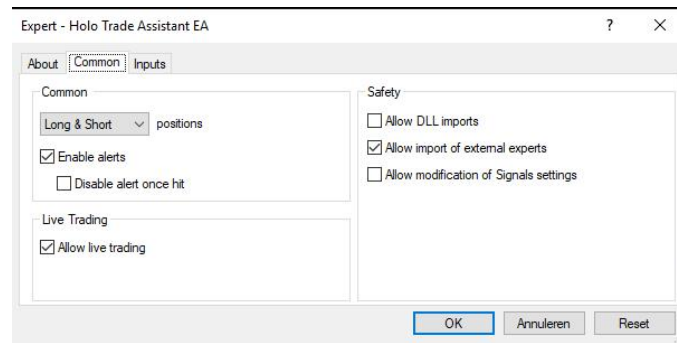 Expert - Holo Trade Assistant EA ? ×
About Common Inputs
Common
Long & Short positions
Enable alerts
Disable alert once hit
Live Trading
Allow live trading
Safety
Allow DLL imports
Allow import of external experts
Allow modification of Signals settings
OK Annuleren Reset